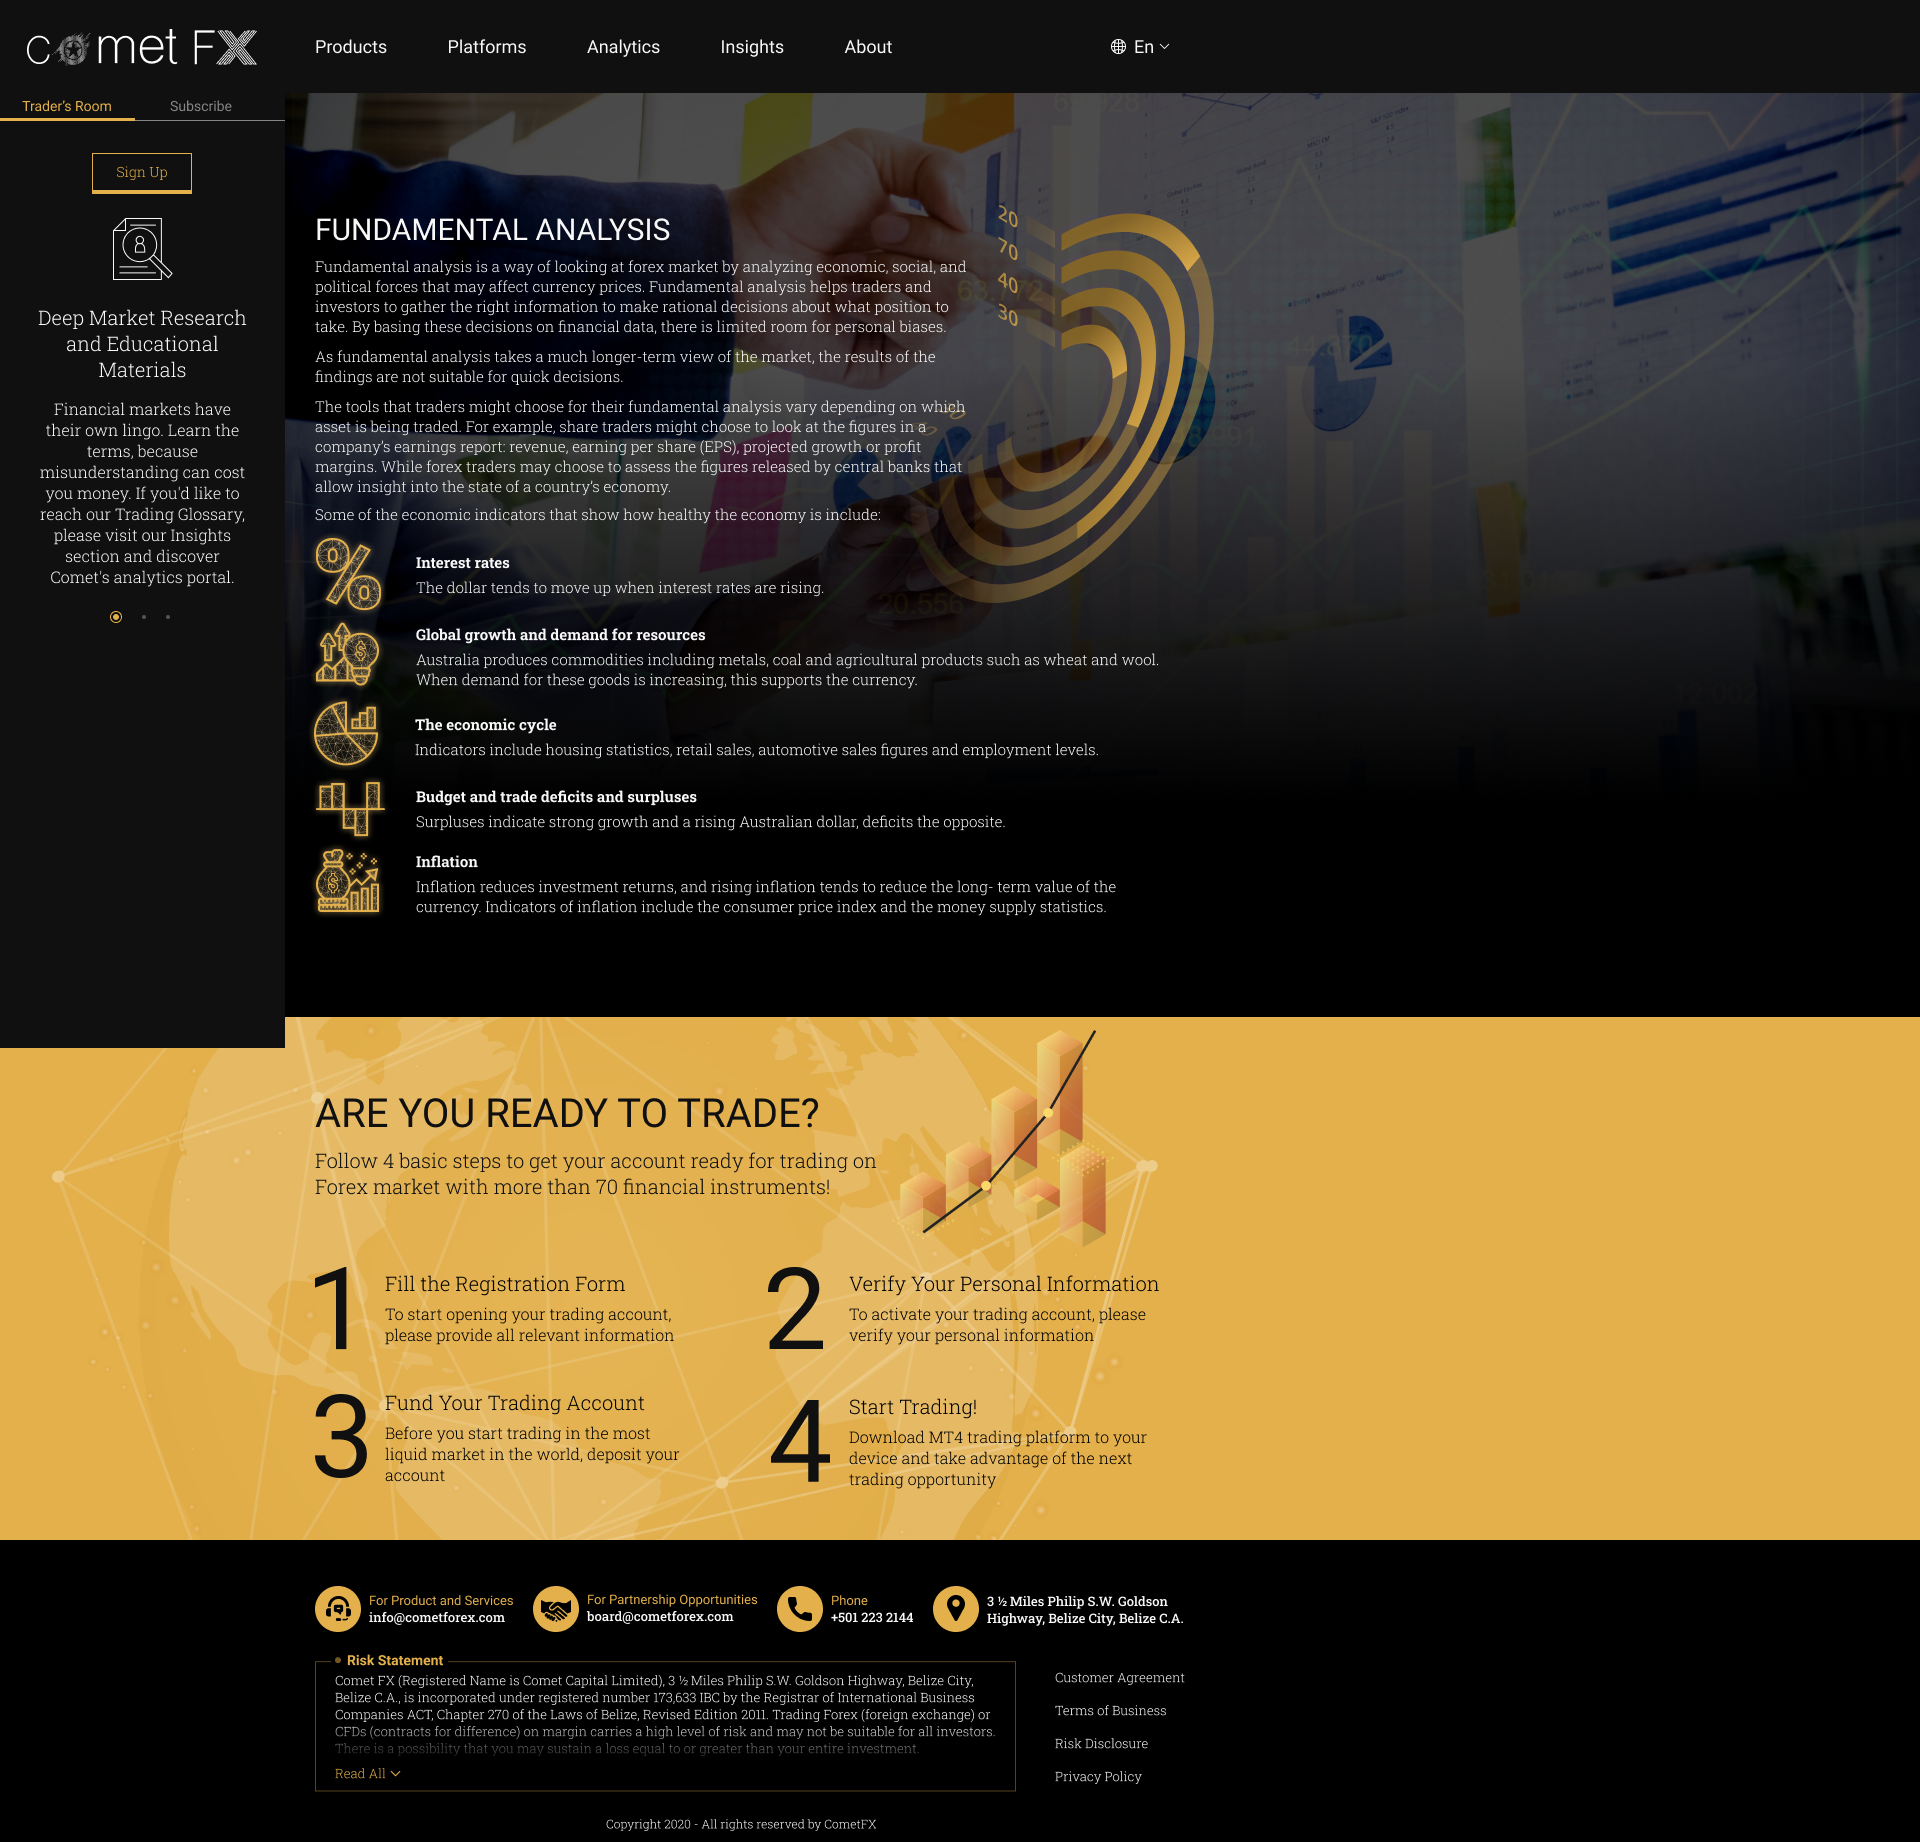 comet FX
Products
Platforms
Analytics
Insights
About
En
Trader's Room
Subscribe
Sign Up
Deep Market Research
and Educational
Materials
Financial markets have
their own lingo. Learn the
terms, because
misunderstanding can cost
you money. If you'd like to
reach our Trading Glossary,
please visit our Insights
section and discover
Comet's analytics portal.
FUNDAMENTAL ANALYSIS
Fundamental analysis is a way of looking at forex market by analyzing economic, social, and
political forces that may affect currency prices. Fundamental analysis helps traders and
investors to gather the right information to make rational decisions about what position to
take. By basing these decisions on financial data, there is limited room for personal biases.
As fundamental analysis takes a much longer-term view of the market, the results of the
findings are not suitable for quick decisions.
The tools that traders might choose for their fundamental analysis vary depending on which
asset is being traded. For example, share traders might choose to look at the figures in a
company's earnings report: revenue, earning per share (EPS), projected growth or profit
margins. While forex traders may choose to assess the figures released by central banks that
allow insight into the state of a country's economy.
Some of the economic indicators that show how healthy the economy is include:
20
70
40
30
44.870
20.556
Interest rates
The dollar tends to move up when interest rates are rising.
Global growth and demand for resources
Australia produces commodities including metals, coal and agricultural products such as wheat and wool.
When demand for these goods is increasing, this supports the currency.
The economic cycle
Indicators include housing statistics, retail sales, automotive sales figures and employment levels.
Budget and trade deficits and surpluses
Surpluses indicate strong growth and a rising Australian dollar, deficits the opposite.
Inflation
Inflation reduces investment returns, and rising inflation tends to reduce the long- term value of the
currency. Indicators of inflation include the consumer price index and the money supply statistics.
ARE YOU READY TO TRADE?
Follow 4 basic steps to get your account ready for trading on
Forex market with more than 70 financial instruments!
1
Fill the Registration Form
To start opening your trading account,
please provide all relevant information
2
Verify Your Personal Information
To activate your trading account, please
verify your personal information
3
Fund Your Trading Account
Before you start trading in the most
liquid market in the world, deposit your
account
4
Start Trading!
Download MT4 trading platform to your
device and take advantage of the next
trading opportunity
For Product and Services
info@cometforex.com
For Partnership Opportunities
board@cometforex.com
Phone
+501 223 2144
3 ½ Miles Philip S.W. Goldson
Highway, Belize City, Belize C.A.
Risk Statement
Comet FX (Registered Name is Comet Capital Limited), 3 ½ Miles Philip S.W. Goldson Highway, Belize City,
Belize C.A., is incorporated under registered number 173,633 IBC by the Registrar of International Business
Companies ACT, Chapter 270 of the Laws of Belize, Revised Edition 2011. Trading Forex (foreign exchange) or
CFDs (contracts for difference) on margin carries a high level of risk and may not be suitable for all investors.
There is a possibility that you may sustain a loss equal to or greater than your entire investment.
Read All
Customer Agreement
Terms of Business
Risk Disclosure
Privacy Policy
Copyright 2020 - All rights reserved by CometFX